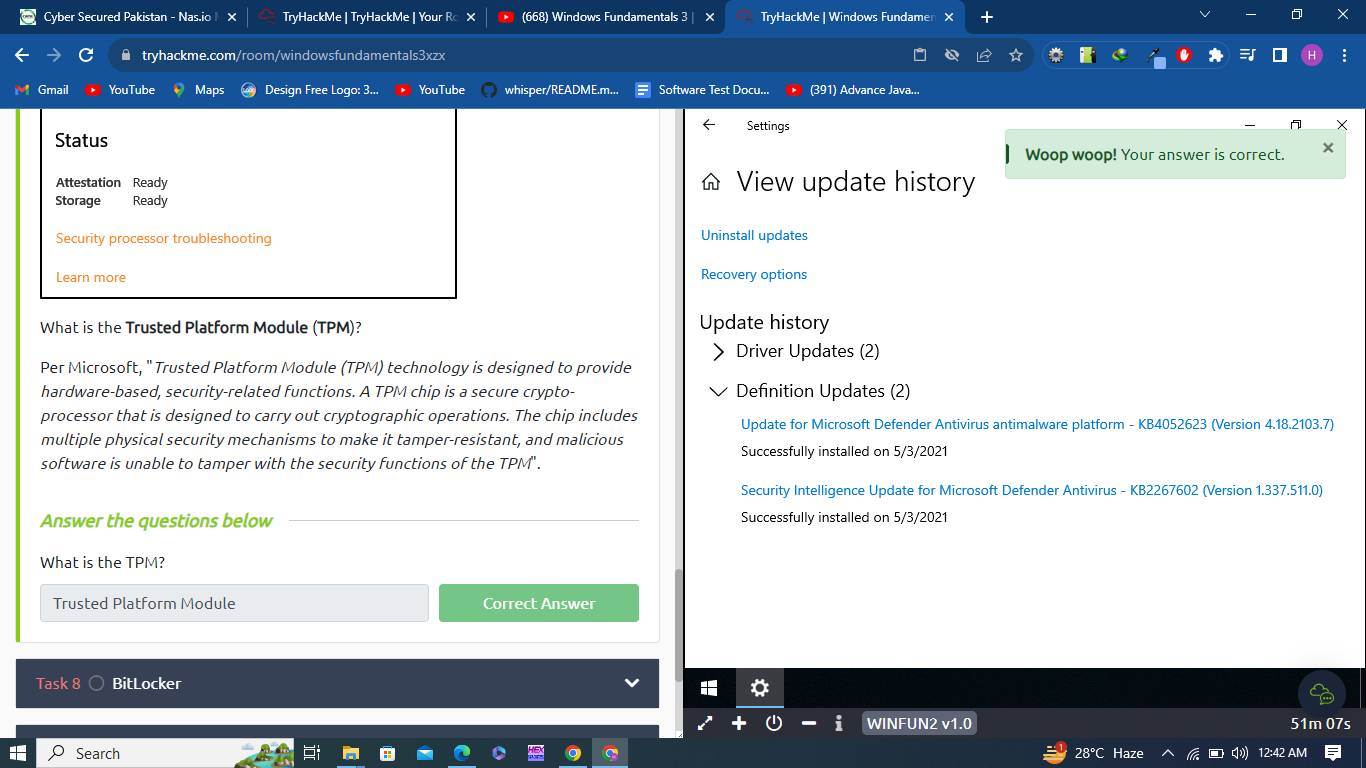 Cyber Secured Pakistan - Nas.io
TryHackMe | TryHackMe | Your Ro
(668) Windows Fundamentals 3 |
TryHackMe | Windows Fundamen
tryhackme.com/room/windowsfundamentals3xzx
H
Gmail
YouTube
Maps
Design Free Logo: 3...
YouTube
whisper/README.m...
Software Test Docu...
(391) Advance Java...
Status
Attestation Ready
Storage Ready
Security processor troubleshooting
Learn more
What is the Trusted Platform Module (TPM)?
Per Microsoft, "Trusted Platform Module (TPM) technology is designed to provide
hardware-based, security-related functions. A TPM chip is a secure crypto-
processor that is designed to carry out cryptographic operations. The chip includes
multiple physical security mechanisms to make it tamper-resistant, and malicious
software is unable to tamper with the security functions of the TPM".
Answer the questions below
What is the TPM?
Trusted Platform Module
Correct Answer
Task 8 BitLocker
Settings
Woop woop! Your answer is correct.
View update history
Uninstall updates
Recovery options
Update history
Driver Updates (2)
Definition Updates (2)
Update for Microsoft Defender Antivirus antimalware platform - KB4052623 (Version 4.18.2103.7)
Successfully installed on 5/3/2021
Security Intelligence Update for Microsoft Defender Antivirus - KB2267602 (Version 1.337.511.0)
Successfully installed on 5/3/2021
WINFUN2 v1.0
51m 07s
Search
HEX
1
28°C Haze
12:42 AM